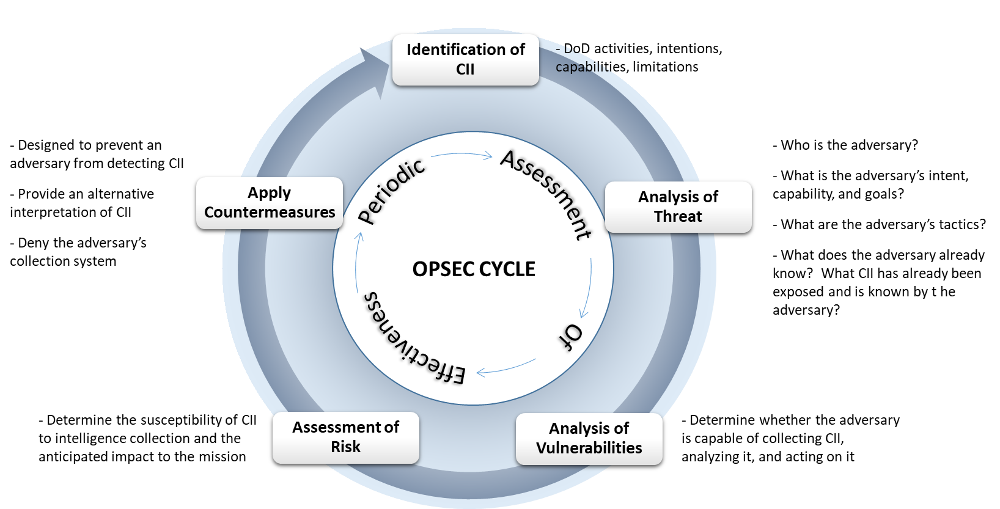 Identification of
CII
- DoD activities, intentions,
capabilities, limitations
- Who is the adversary?
- What is the adversary’s intent,
capability, and goals?
- What are the adversary’s tactics?
- What does the adversary already
know?  What CII has already been
exposed and is known by t he
adversary?
Analysis of
Threat
Analysis of
Vulnerabilities
- Determine whether the adversary
is capable of collecting CII,
analyzing it, and acting on it
Assessment of
Risk
- Determine the susceptibility of CII
to intelligence collection and the
anticipated impact to the mission
Apply
Countermeasures
- Designed to prevent an
adversary from detecting CII
- Provide an alternative
interpretation of CII
- Deny the adversary’s
collection system
Periodic
Assessment
Of
Effectiveness
OPSEC CYCLE